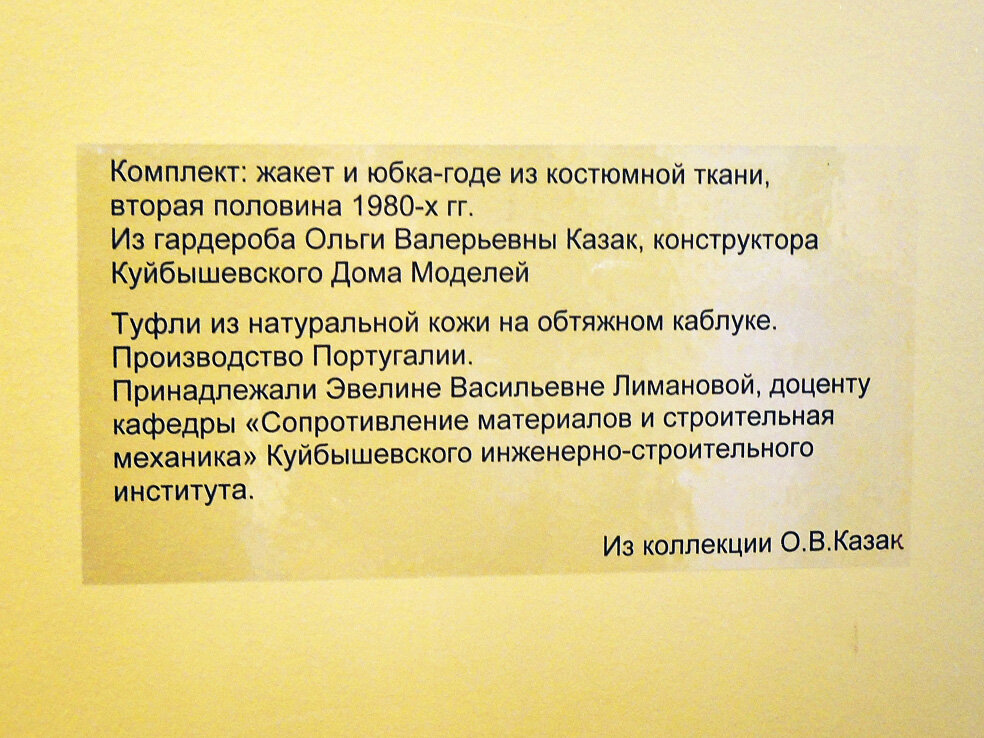 Комплект: жакет и юбка-годе из костюмной ткани,
вторая половина 1980-х гг.
Из гардероба Ольги Валерьевны Казак, конструктора
Куйбышевского Дома Моделей
Туфли из натуральной кожи на обтяжном каблуке.
Производство Португалии.
Принадлежали Эвелине Васильевне Лимановой, доценту
кафедры «Сопротивление материалов и строительная
механика» Куйбышевского инженерно-строительного
института.
Из коллекции О.В.Казак